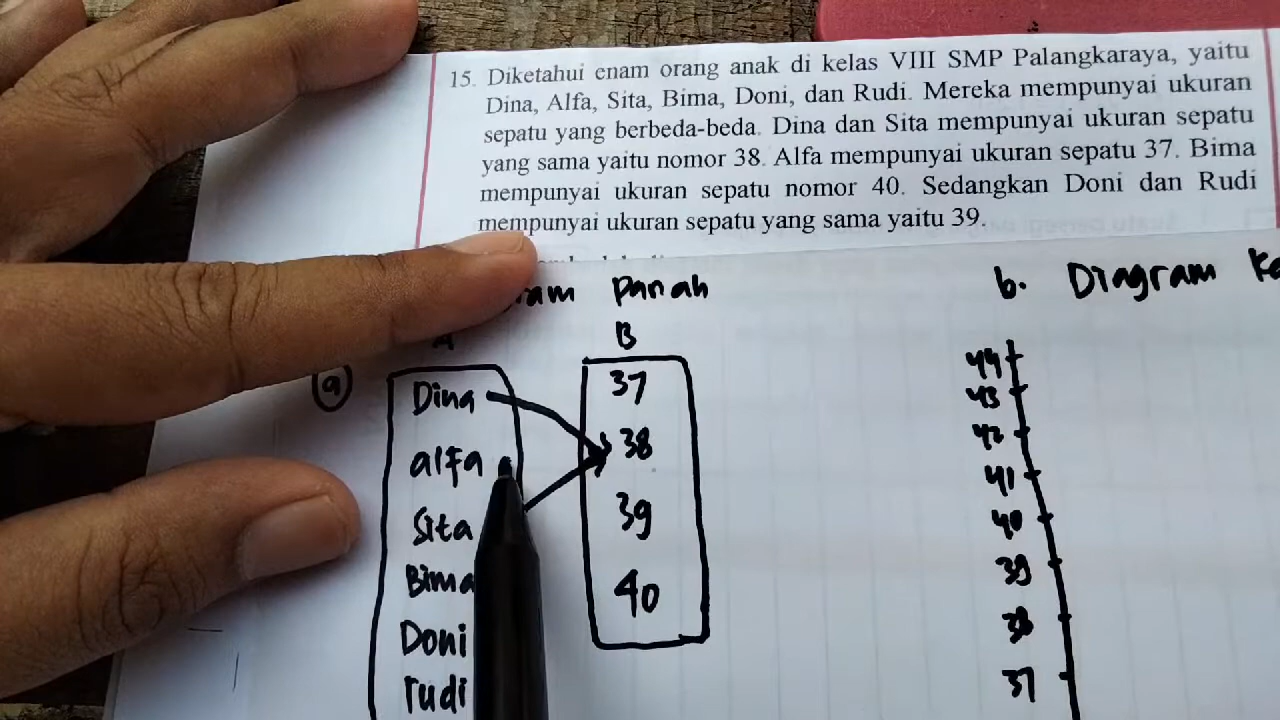 15. Diketahui enam orang anak di kelas VIII SMP Palangkaraya, yaitu
Dina, Alfa, Sita, Bima, Doni, dan Rudi. Mereka mempunyai ukuran
sepatu yang berbeda-beda. Dina dan Sita mempunyai ukuran sepatu
yang sama yaitu nomor 38. Alfa mempunyai ukuran sepatu 37. Bima
mempunyai ukuran sepatu nomor 40. Sedangkan Doni dan Rudi
mempunyai ukuran sepatu yang sama yaitu 39.
Panah
B
a
Dina
alfa
Sita
Bima
Doni
rudi
37
38
39
40
b. Diagram
44
43
42
41
40
39
38
37